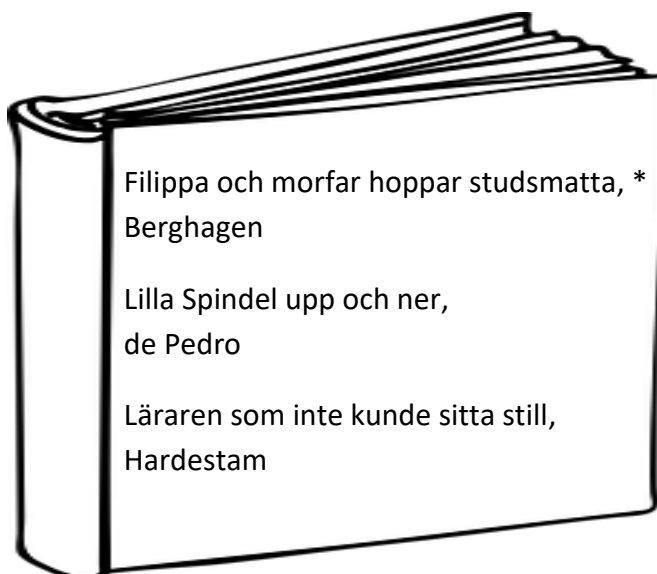 Filippa och morfar hoppar studsmatta, *
Berghagen
Lilla Spindel upp och ner,
de Pedro
Läraren som inte kunde sitta still,
Hardestam